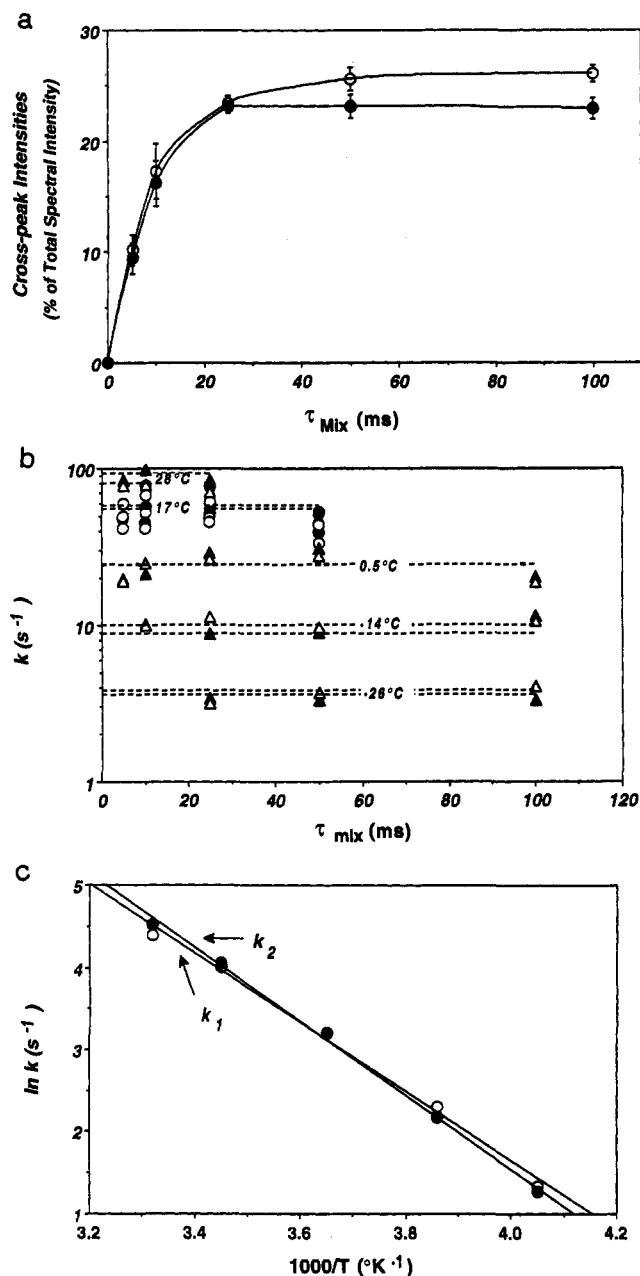 a
30
20
10
0
Cross-peak Intensities
(% of Total Spectral Intensity)
0 20 40 60 80 100
τ Mix (ms)
b
100
10
1
k (s⁻¹)
28°C
17°C
0.5°C
-14°C
-26°C
0 20 40 60 80 100 120
τ mix (ms)
c
5
4
3
2
1
ln k (s⁻¹)
k₂
k₁
3.2 3.4 3.6 3.8 4.0 4.2
1000/T (°K⁻¹)